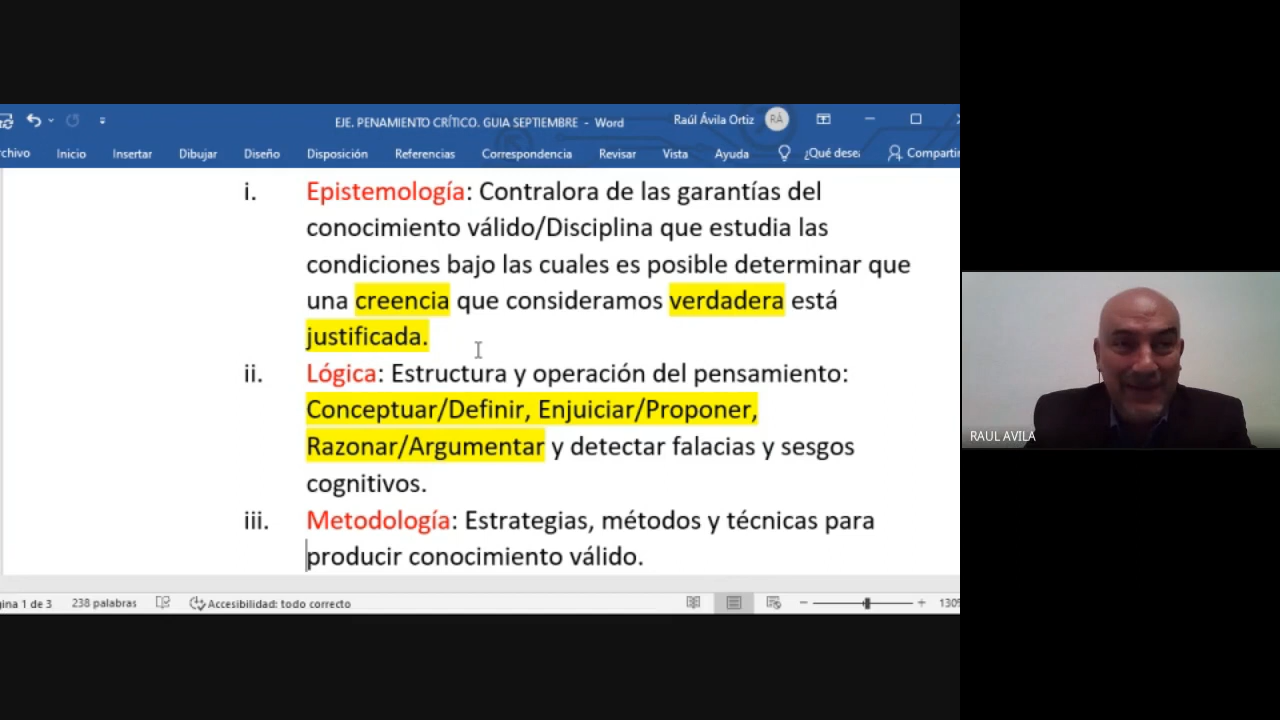 EJE. PENAMIENTO CRÍTICO. GUIA SEPTIEMBRE - Word
Raúl Ávila Ortiz
RÁ
rchivo Inicio Insertar Dibujar Diseño Disposición Referencias Correspondencia Revisar Vista Ayuda ¿Qué dese Compartir
i. Epistemología: Contralora de las garantías del
conocimiento válido/Disciplina que estudia las
condiciones bajo las cuales es posible determinar que
una creencia que consideramos verdadera está
justificada.
ii. Lógica: Estructura y operación del pensamiento:
Conceptuar/Definir, Enjuiciar/Proponer,
Razonar/Argumentar y detectar falacias y sesgos
cognitivos.
iii. Metodología: Estrategias, métodos y técnicas para
producir conocimiento válido.
gina 1 de 3 238 palabras Accesibilidad: todo correcto 130%
RAUL AVILA